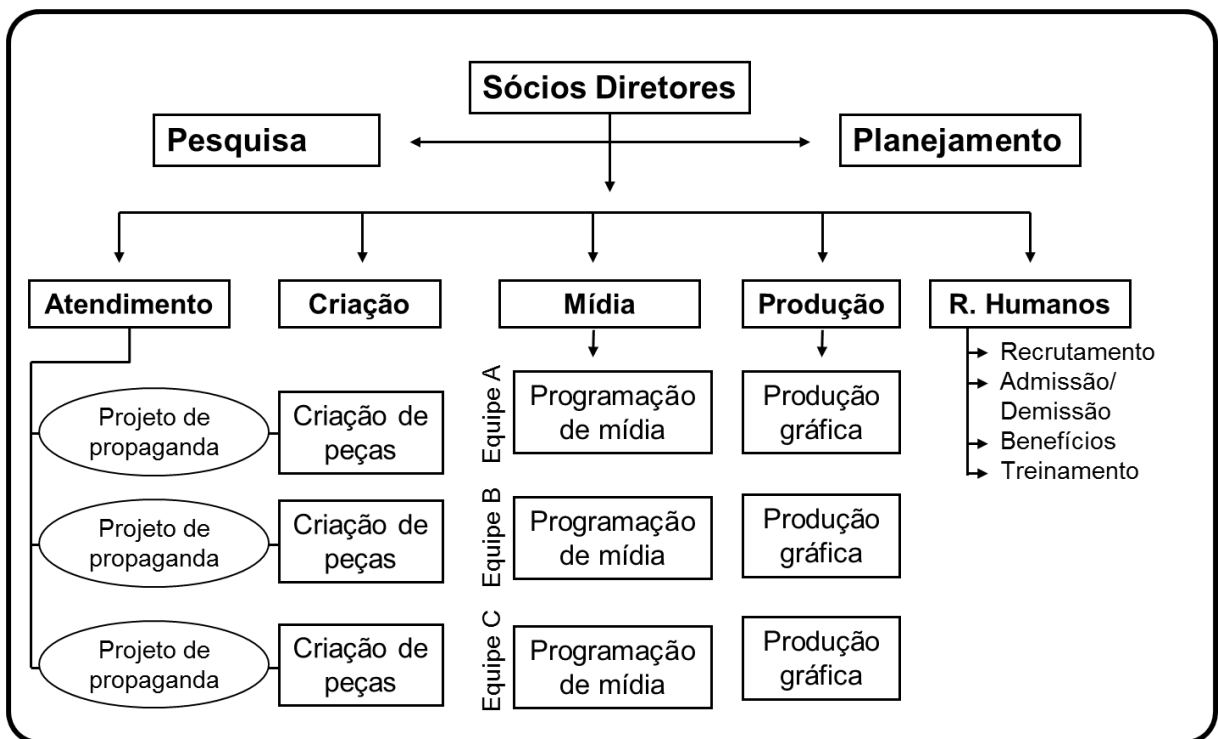 Sócios Diretores
Pesquisa
Planejamento
Atendimento
Criação
Mídia
Produção
R. Humanos
Recrutamento
Admissão/
Demissão
Benefícios
Treinamento
Projeto de
propaganda
Criação de
peças
Equipe A
Programação
de mídia
Produção
gráfica
Projeto de
propaganda
Criação de
peças
Equipe B
Programação
de mídia
Produção
gráfica
Projeto de
propaganda
Criação de
peças
Equipe C
Programação
de mídia
Produção
gráfica